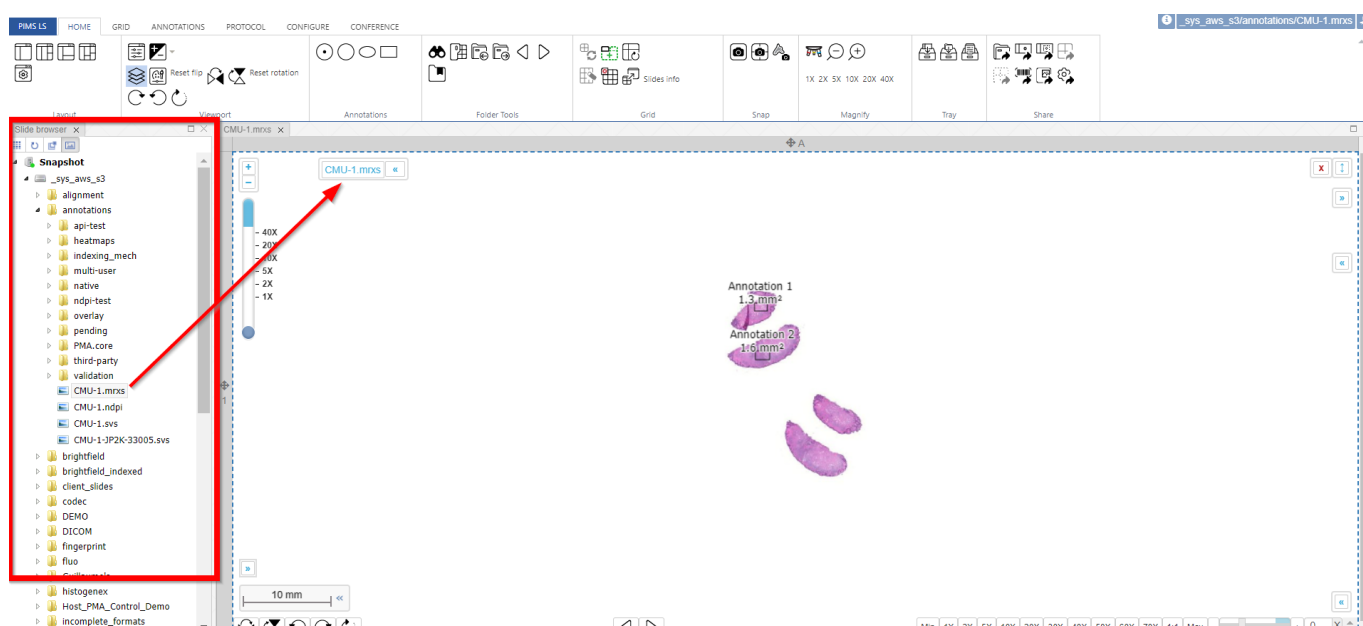 PIMS LS HOME GRID ANNOTATIONS PROTOCOL CONFIGURE CONFERENCE
_sys_aws_s3/annotations/CMU-1.mrxs
Reset flip
Reset rotation
Slides info
1X 2X 5X 10X 20X 40X
Layout Viewport Annotations Folder Tools Grid Snap Magnify Tray Share
Slide browser x
CMU-1.mrxs x
A
Snapshot
_sys_aws_s3
alignment
annotations
api-test
heatmaps
indexing_mech
multi-user
native
ndpi-test
overlay
pending
PMA.core
third-party
validation
CMU-1.mrxs
CMU-1.ndpi
CMU-1.svs
CMU-1-JP2K-33005.svs
brightfield
brightfield_indexed
client_slides
codec
DEMO
DICOM
fingerprint
fluo
histogenex
Host_PMA_Control_Demo
incomplete_formats
1
+
CMU-1.mrxs «
x
»
−
40X
20X
5X
2X
1X
«
Annotation 1
1.3 mm²
Annotation 2
1.6 mm²
»
10 mm «
«